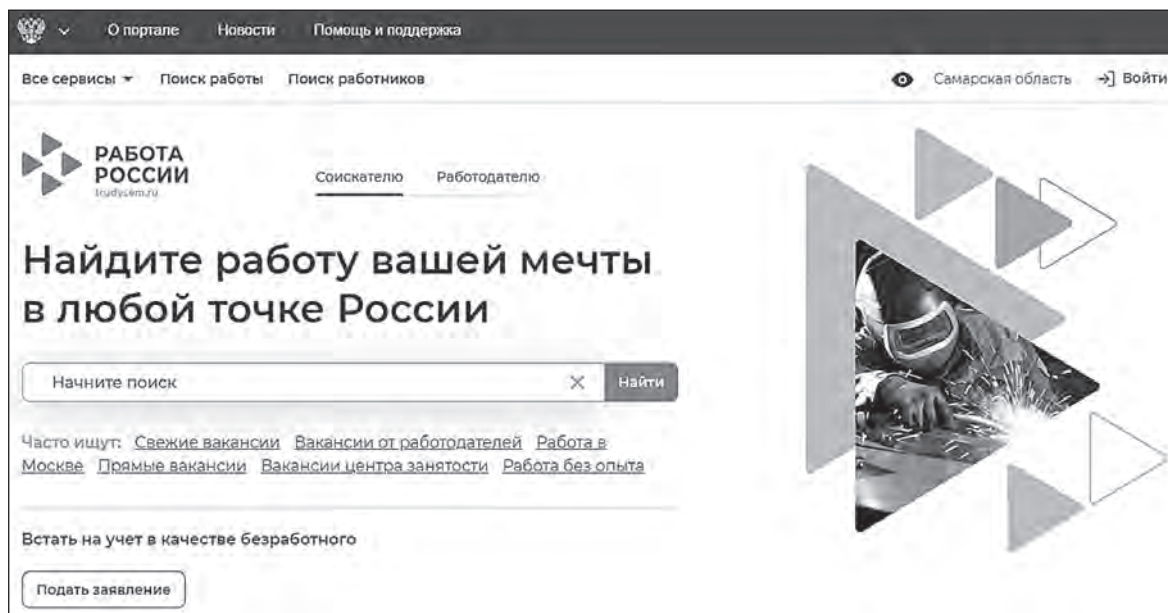 О портале Новости Помощь и поддержка
Все сервисы Поиск работы Поиск работников Самарская область Войти
РАБОТА
РОССИИ
trudvsem.ru
Соискателю Работодателю
Найдите работу вашей мечты
в любой точке России
Начните поиск Найти
Часто ищут: Свежие вакансии Вакансии от работодателей Работа в
Москве Прямые вакансии Вакансии центра занятости Работа без опыта
Встать на учет в качестве безработного
Подать заявление